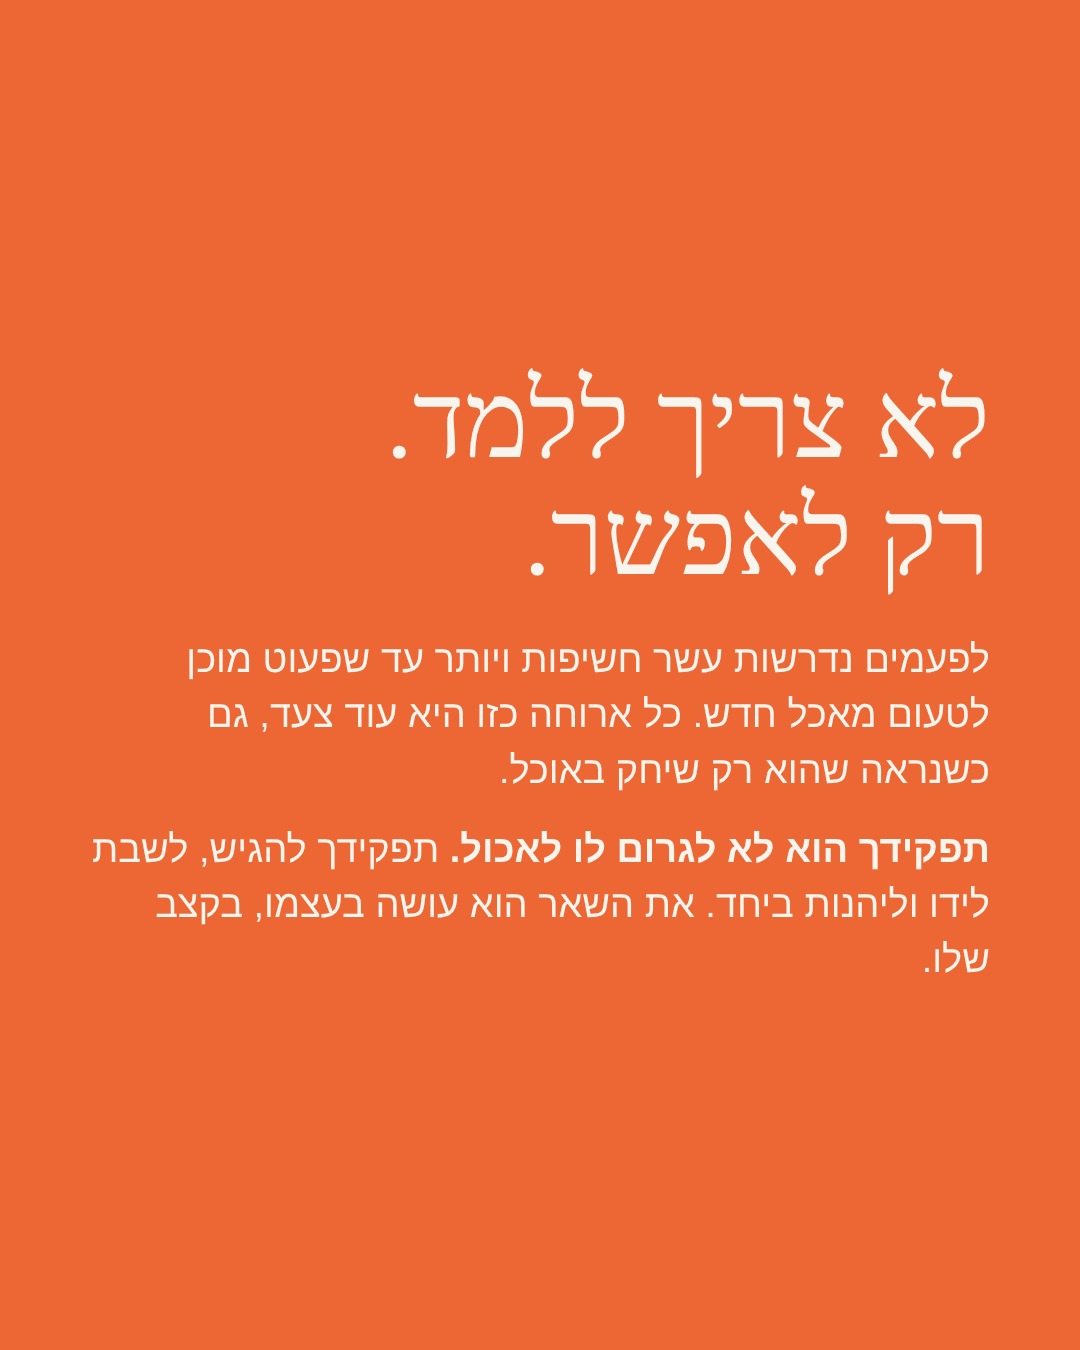 לא צריך ללמד.
רק לאפשר.
לפעמים נדרשות עשר חשיפות ויותר עד שפעוט מוכן
לטעום מאכל חדש. כל ארוחה כזו היא עוד צעד, גם
כשנראה שהוא רק שיחק באוכל.
תפקידך הוא לא לגרום לו לאכול. תפקידך להגיש, לשבת
לידו וליהנות ביחד. את השאר הוא עושה בעצמו, בקצב
שלו.